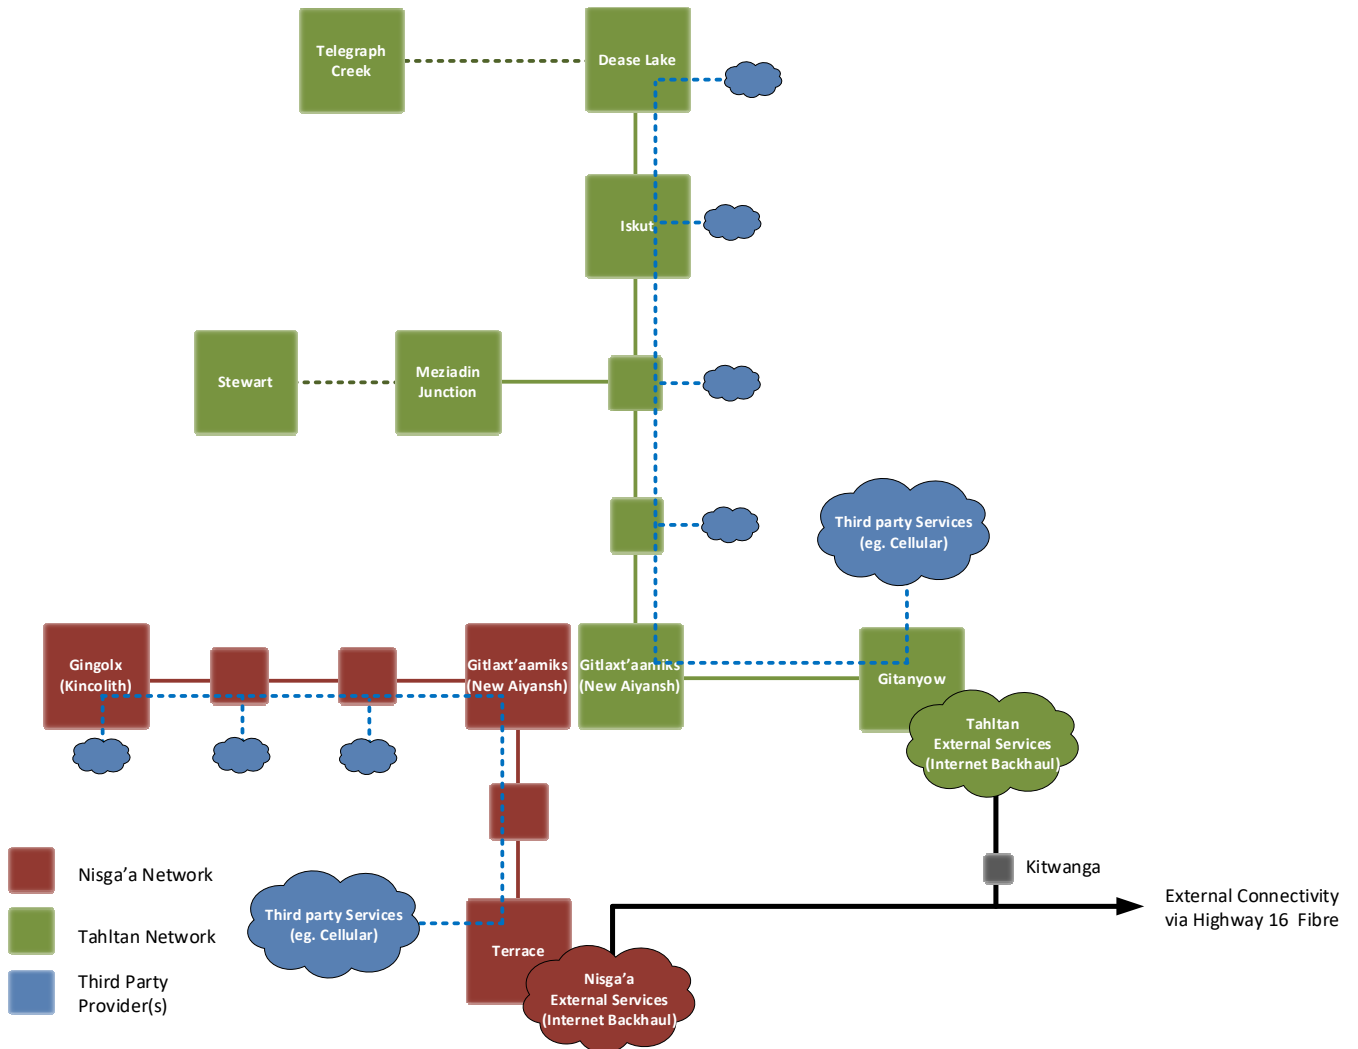 Telegraph
Creek
Dease Lake
Iskut
Stewart
Meziadin
Junction
Third party Services
(eg. Cellular)
Gingolx
(Kincolith)
Gitlaxt’aamiks
(New Aiyansh)
Gitlaxt’aamiks
(New Aiyansh)
Gitanyow
Tahltan
External Services
(Internet Backhaul)
Kitwanga
External Connectivity
via Highway 16 Fibre
Third party Services
(eg. Cellular)
Terrace
Nisga’a
External Services
(Internet Backhaul)
Nisga’a Network
Tahltan Network
Third Party
Provider(s)